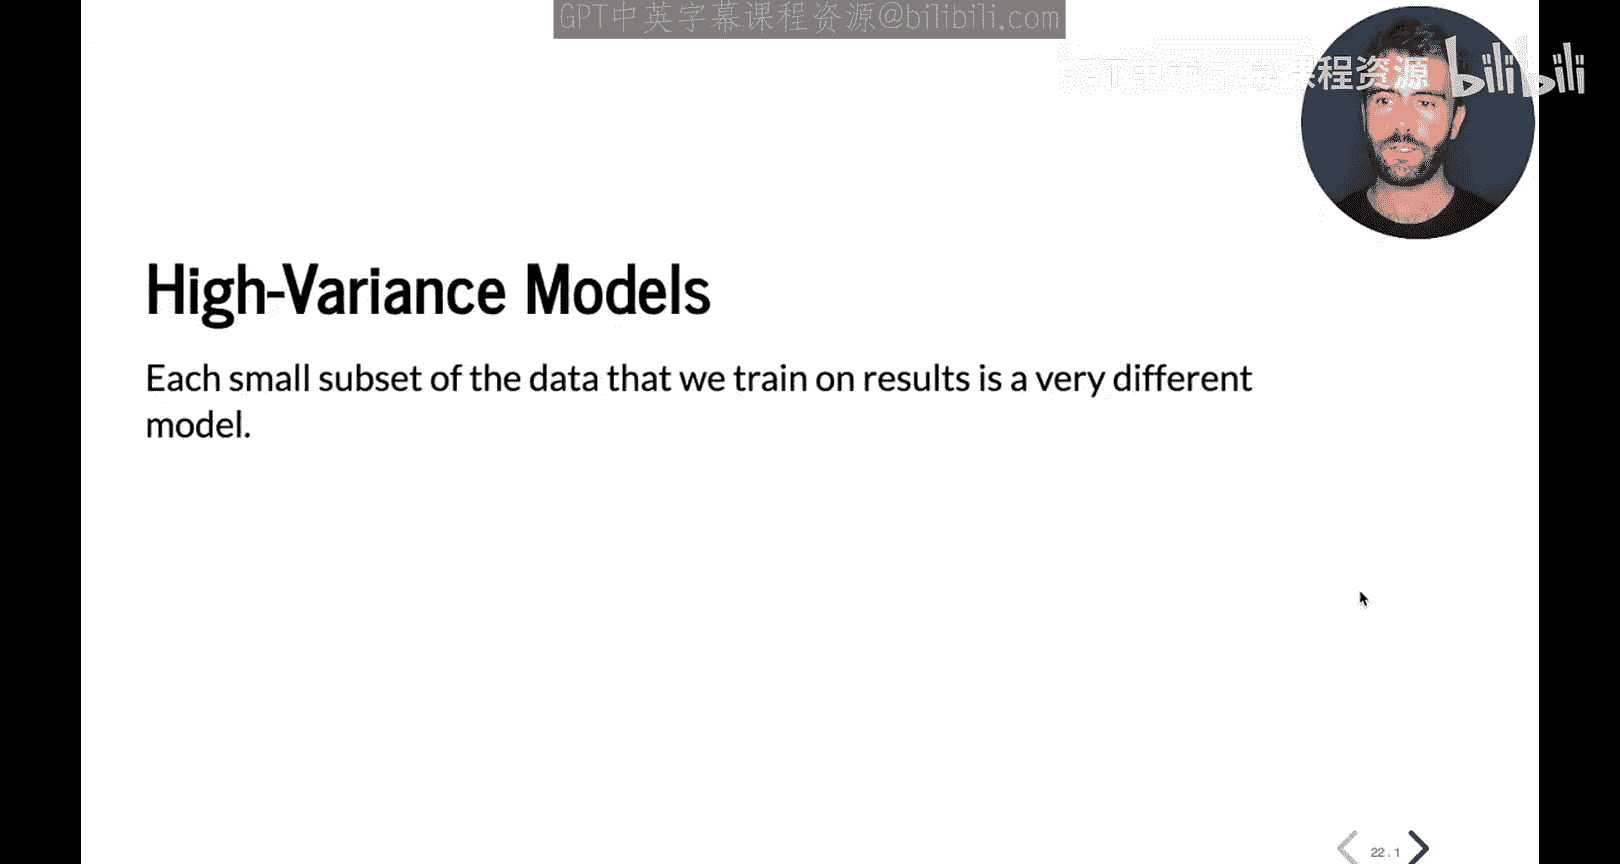 GPT中英字幕课程资源@bilibili.com
程资源 bilibili
High-Variance Models
Each small subset of the data that we train on results is a very different
model.
22 . 1